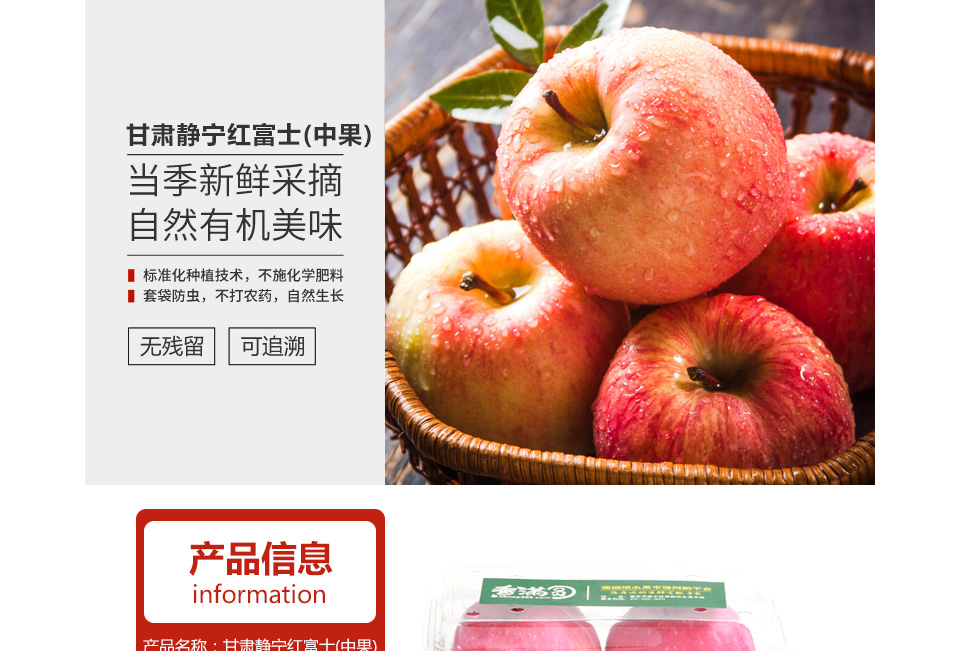 甘肃静宁红富士(中果)
当季新鲜采摘
自然有机美味
标准化种植技术，不施化学肥料
套袋防虫，不打农药，自然生长
无残留
可追溯
产品信息
information
产品名称：甘肃静宁红富士(中果)